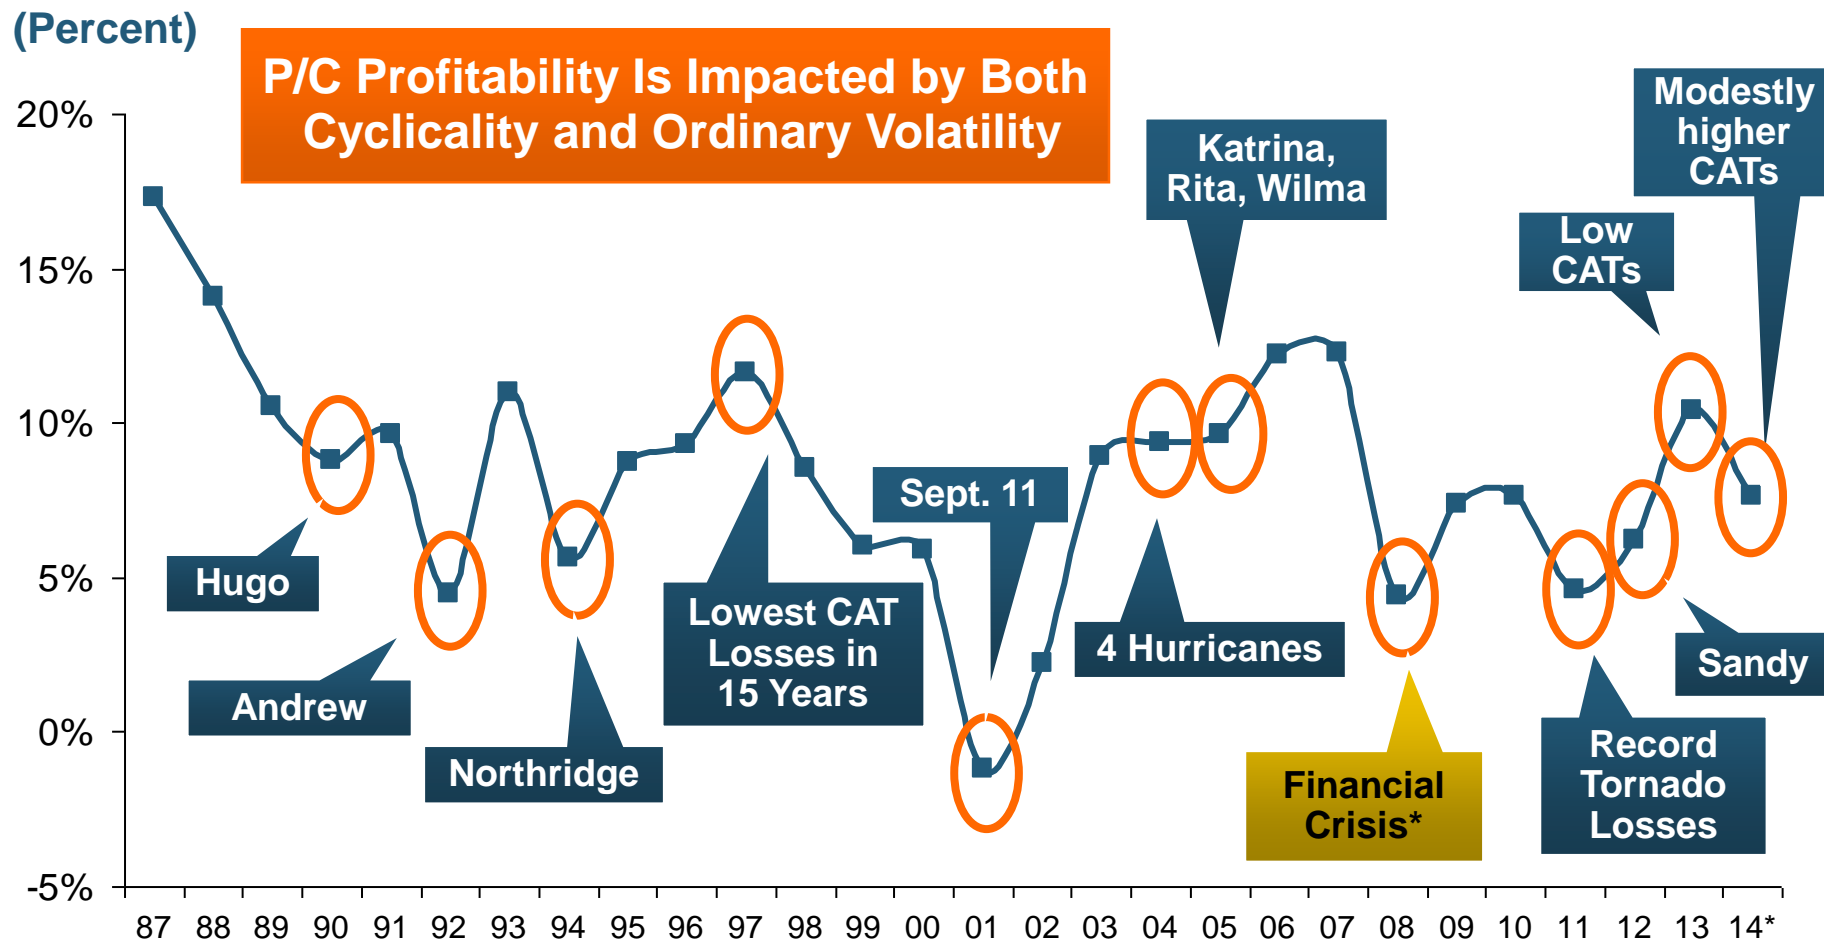 (Percent)
P/C Profitability Is Impacted by Both
Cyclicality and Ordinary Volatility
Modestly
higher
CATs
Katrina,
Rita, Wilma
Low
CATs
20%
15%
10%
5%
0%
-5%
Sept. 11
Hugo
Lowest CAT
Losses in
15 Years
4 Hurricanes
Sandy
Andrew
Northridge
Financial
Crisis*
Record
Tornado
Losses
87 88 89 90 91 92 93 94 95 96 97 98 99 00 01 02 03 04 05 06 07 08 09 10 11 12 13 14*